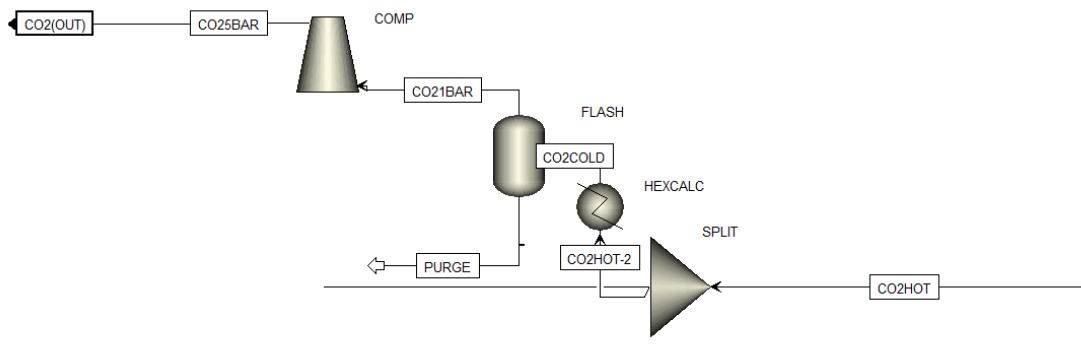 CO2(OUT)
CO25BAR
COMP
CO21BAR
FLASH
CO2COLD
HEXCALC
SPLIT
CO2HOT-2
PURGE
CO2HOT